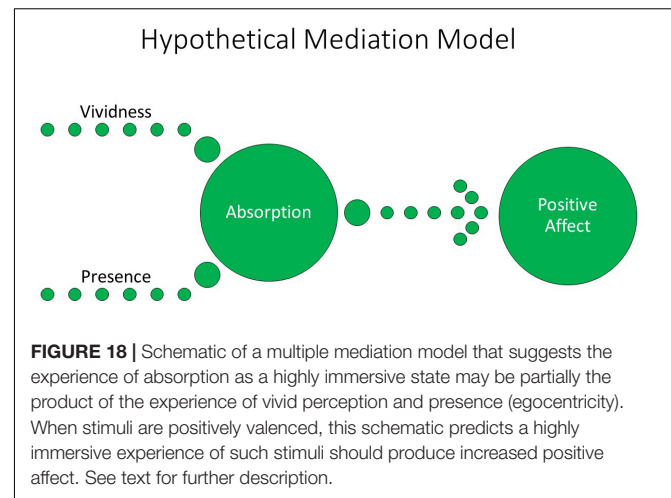 Hypothetical Mediation Model
Vividness
Absorption
Positive
Affect
Presence
FIGURE 18 | Schematic of a multiple mediation model that suggests the
experience of absorption as a highly immersive state may be partially the
product of the experience of vivid perception and presence (egocentricity).
When stimuli are positively valenced, this schematic predicts a highly
immersive experience of such stimuli should produce increased positive
affect. See text for further description.